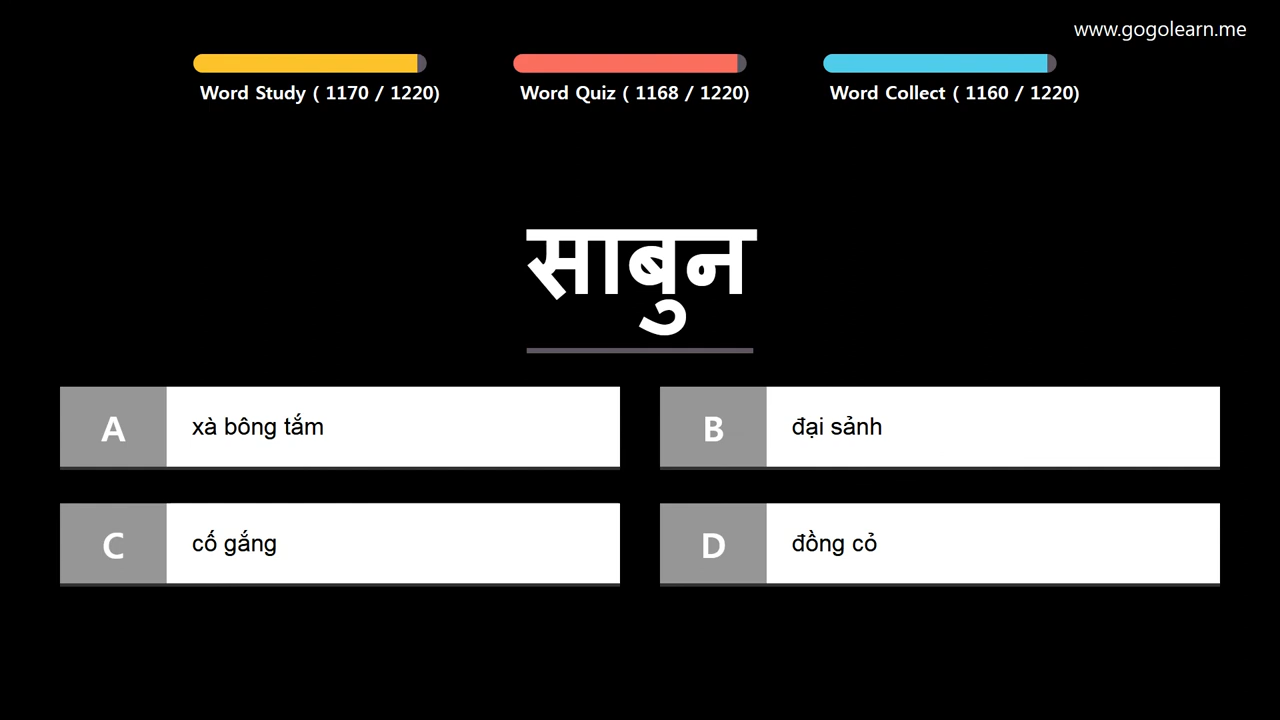 www.gogolearn.me
Word Study ( 1170 / 1220)
Word Quiz ( 1168 / 1220)
Word Collect ( 1160 / 1220)
साबुन
A xà bông tắm
B đại sảnh
C cố gắng
D đồng cỏ